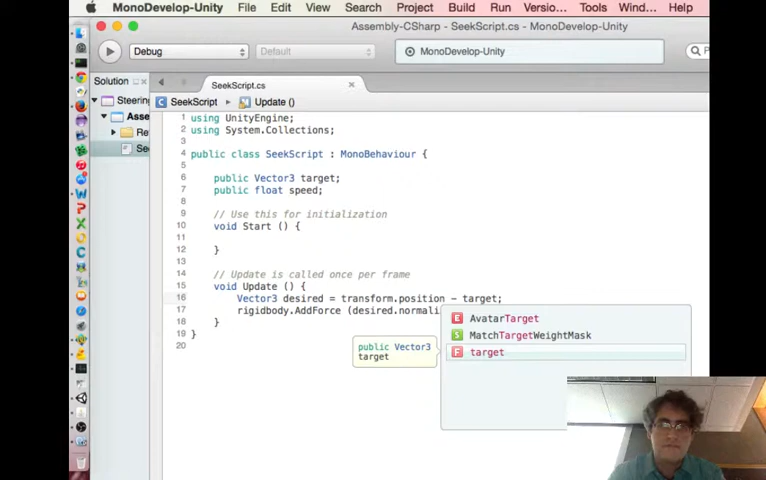 MonoDevelop-Unity File Edit View Search Project Build Run Versio... Tools Wind... Help
Assembly-CSharp - SeekScript.cs - MonoDevelop-Unity
Debug Default MonoDevelop-Unity
Solution SeekScript.cs
Steering
SeekScript Update ()
Asse
Re
See
1 using UnityEngine;
2 using System.Collections;
3
4 public class SeekScript : MonoBehaviour {
5
6 public Vector3 target;
7 public float speed;
8
9 // Use this for initialization
10 void Start () {
11
12 }
13
14 // Update is called once per frame
15 void Update () {
16 Vector3 desired = transform.position - target;
17 rigidbody.AddForce (desired.normali
18 }
19 }
20
AvatarTarget
MatchTargetWeightMask
target
public Vector3
target